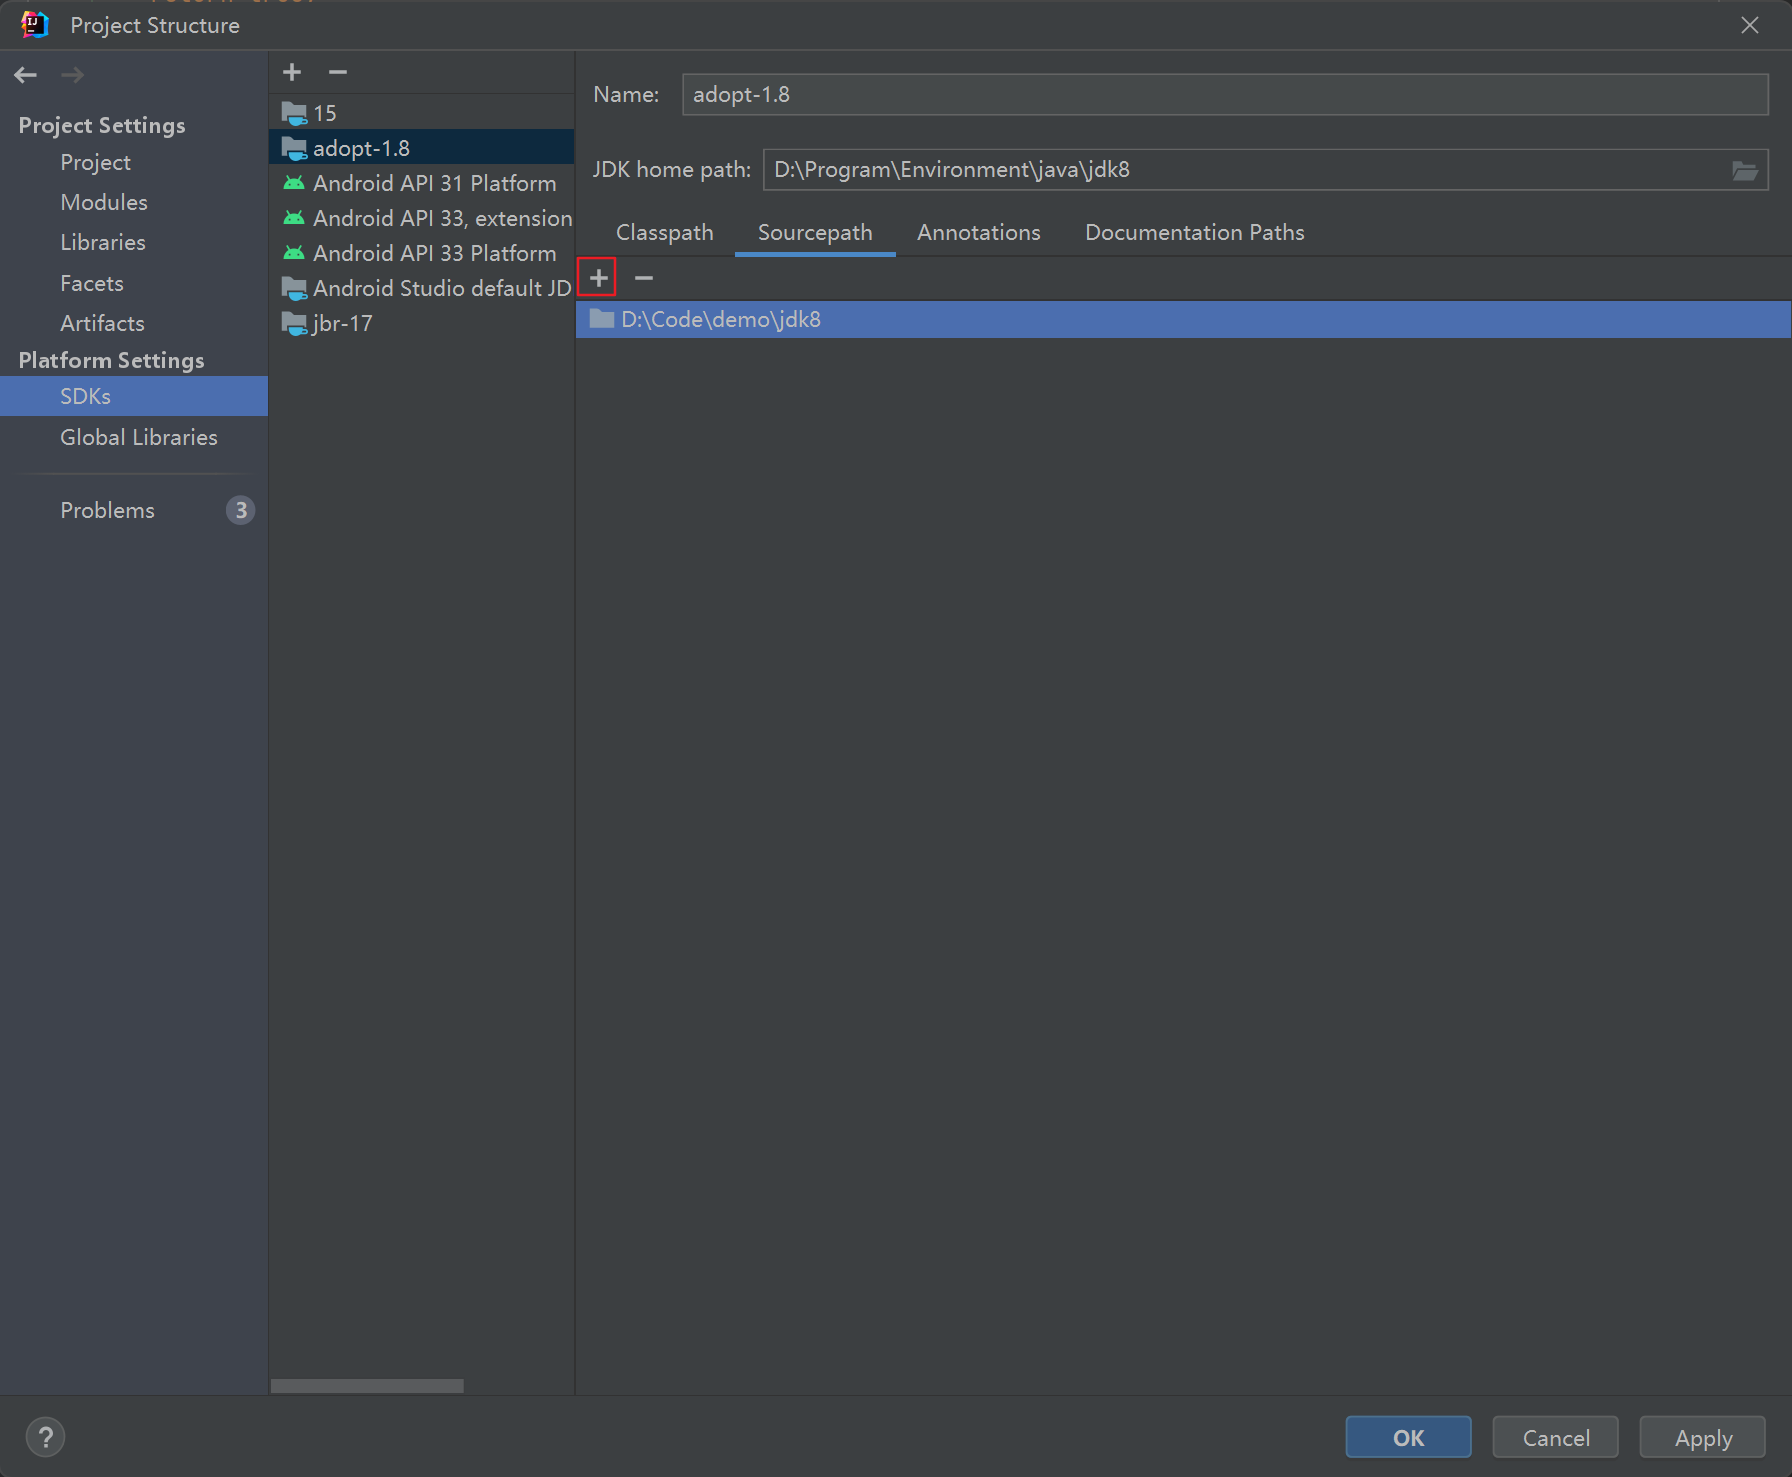 Project Structure
Project Settings
Project
Modules
Libraries
Facets
Artifacts
Platform Settings
SDKs
Global Libraries
Problems 3
15
adopt-1.8
Android API 31 Platform
Android API 33, extension
Android API 33 Platform
Android Studio default JD
jbr-17
Name: adopt-1.8
JDK home path: D:\Program\Environment\java\jdk8
Classpath Sourcepath Annotations Documentation Paths
D:\Code\demo\jdk8
? OK Cancel Apply